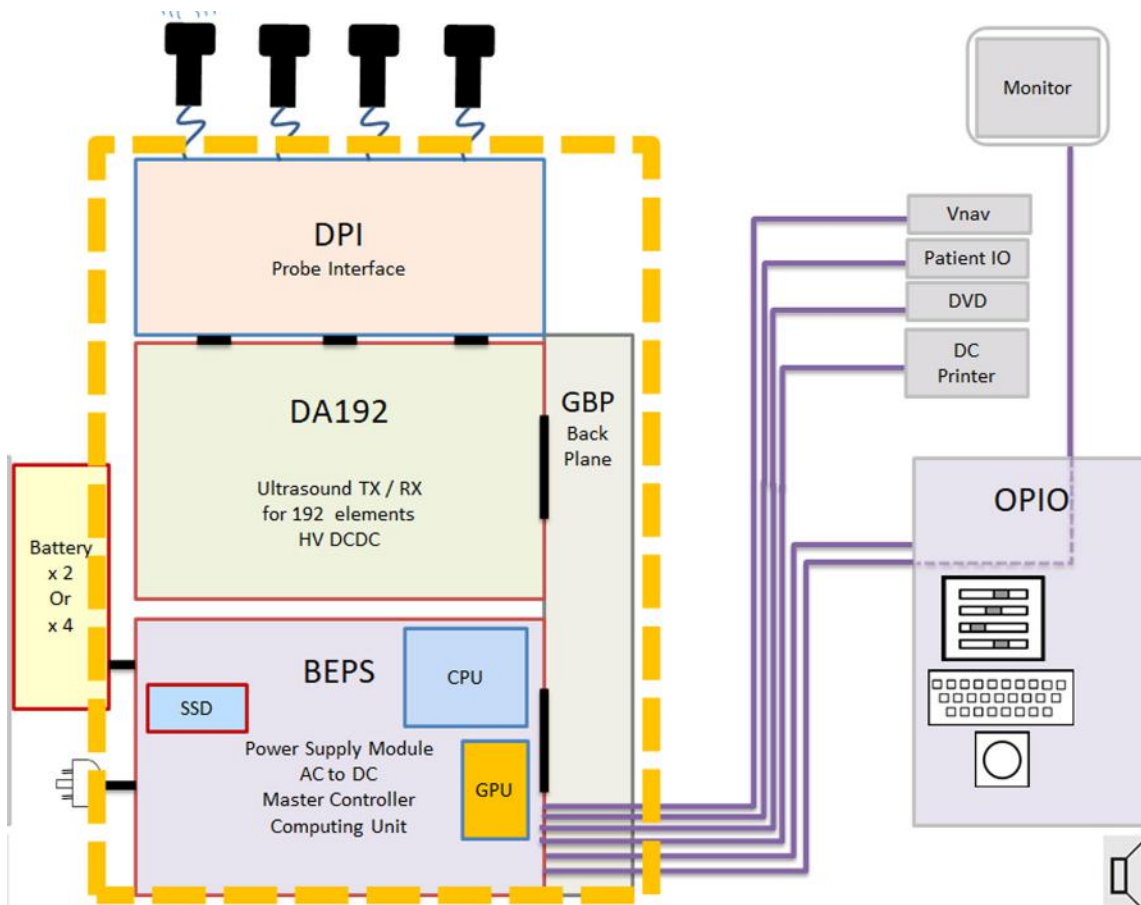 Monitor
DPI
Probe Interface
Vnav
Patient IO
DVD
DC
Printer
DA192
Ultrasound TX / RX
for 192 elements
HV DCDC
GBP
Back
Plane
OPIO
Battery
x 2
Or
x 4
BEPS
CPU
SSD
Power Supply Module
AC to DC
Master Controller
Computing Unit
GPU